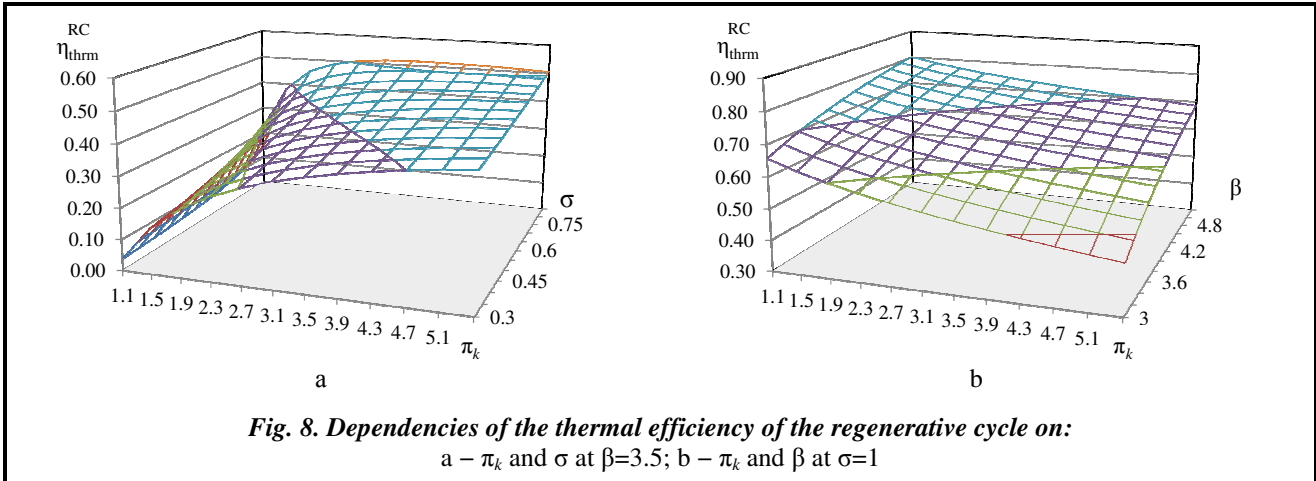 RC
η_thrm
0.60
0.50
0.40
0.30
0.20
0.10
0.00
1.1 1.5 1.9 2.3 2.7 3.1 3.5 3.9 4.3 4.7 5.1
π_k
0.3
0.45
0.6
0.75
σ
a
RC
η_thrm
0.90
0.80
0.70
0.60
0.50
0.40
0.30
1.1 1.5 1.9 2.3 2.7 3.1 3.5 3.9 4.3 4.7 5.1
π_k
3
3.6
4.2
4.8
β
b
Fig. 8. Dependencies of the thermal efficiency of the regenerative cycle on:
a – π_k and σ at β=3.5; b – π_k and β at σ=1